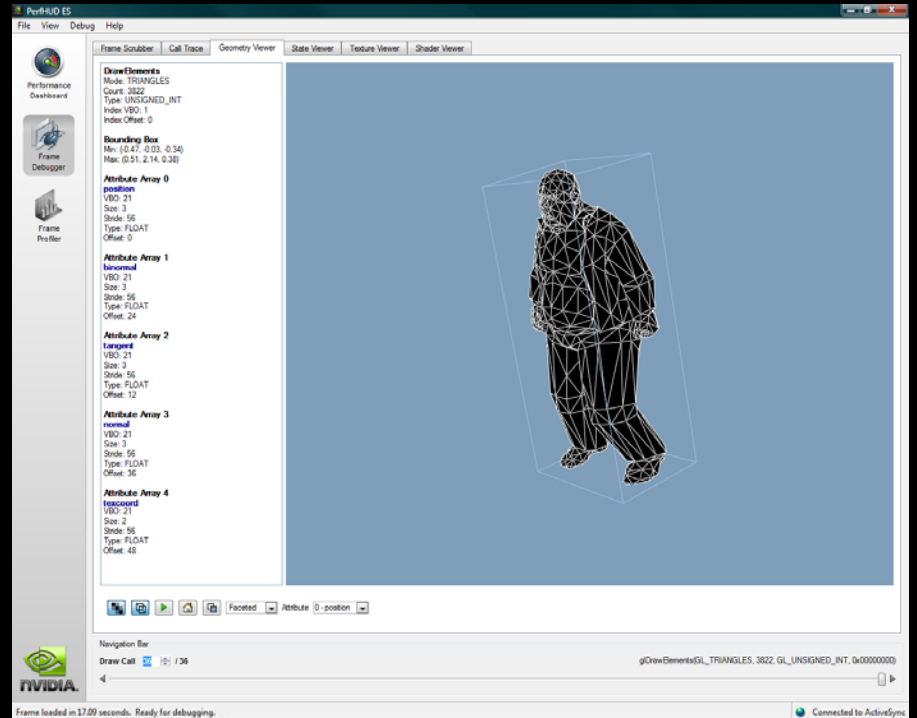 PerfHUD ES
File View Debug Help
Performance
Dashboard
Frame
Debugger
Frame
Profiler
Frame Scrubber Call Trace Geometry Viewer State Viewer Texture Viewer Shader Viewer
DrawElements
Mode: TRIANGLES
Count: 3822
Type: UNSIGNED_INT
Index VBO: 1
Index Offset: 0
Bounding Box
Min: (-0.47, -0.03, -0.34)
Max: (0.51, 2.14, 0.38)
Attribute Array 0
position
VBO: 21
Size: 3
Stride: 56
Type: FLOAT
Offset: 0
Attribute Array 1
binormal
VBO: 21
Size: 3
Stride: 56
Type: FLOAT
Offset: 24
Attribute Array 2
tangent
VBO: 21
Size: 3
Stride: 56
Type: FLOAT
Offset: 12
Attribute Array 3
normal
VBO: 21
Size: 3
Stride: 56
Type: FLOAT
Offset: 36
Attribute Array 4
texcoord
VBO: 21
Size: 2
Stride: 56
Type: FLOAT
Offset: 48
Faceted Attribute 0 - position
Navigation Bar
Draw Call 36 / 36
glDrawElements(GL_TRIANGLES, 3822, GL_UNSIGNED_INT, 0x00000000)
NVIDIA.
Frame loaded in 17.09 seconds. Ready for debugging.
Connected to ActiveSync